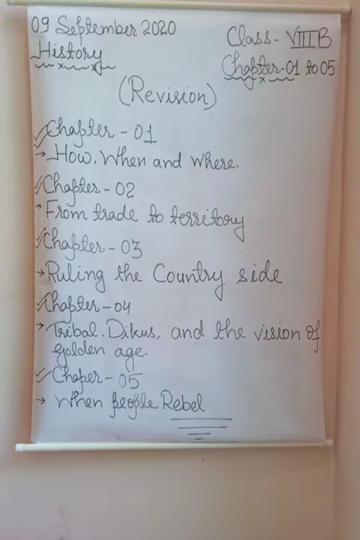 09 September 2020
Class- VIII B
History
Chapter-01 to 05
(Revision)
Chapter - 01
→ How, When and Where.
Chapter - 02
→ From trade to territory
Chapter - 03
→ Ruling the Country side
Chapter - 04
→ Tribal, Dikus, and the vision of
golden age.
Chaper - 05
→ When people Rebel